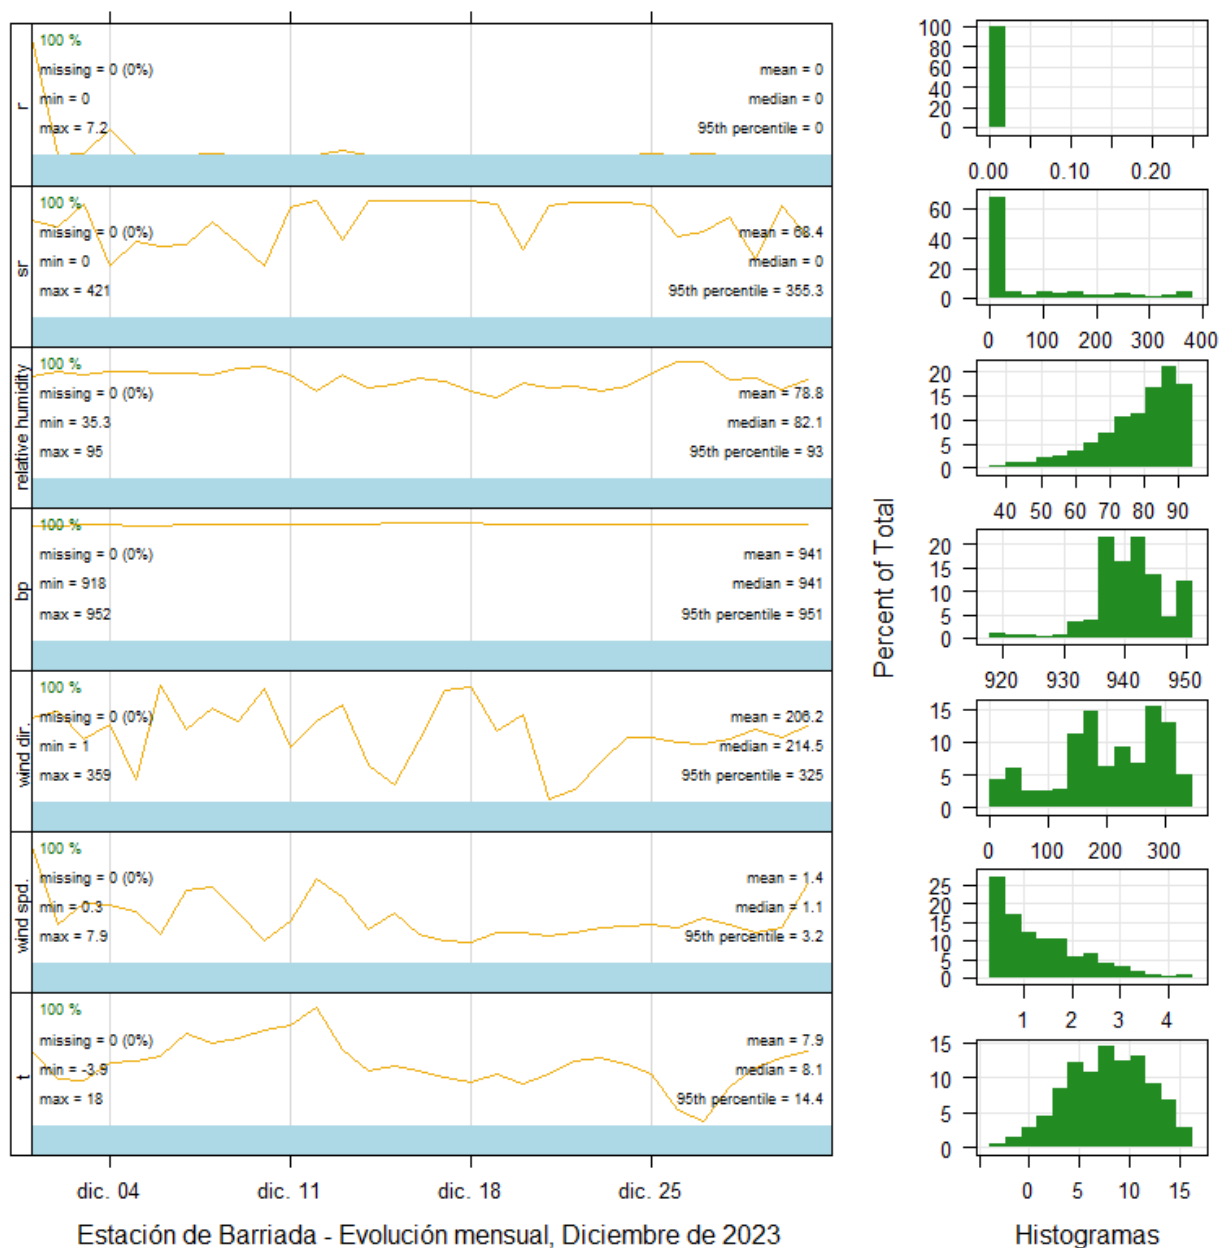 r
100 %
missing = 0 (0%)
min = 0
max = 7.2
mean = 0
median = 0
95th percentile = 0
sr
100 %
missing = 0 (0%)
min = 0
max = 421
mean = 68.4
median = 0
95th percentile = 355.3
relative humidity
100 %
missing = 0 (0%)
min = 35.3
max = 95
mean = 78.8
median = 82.1
95th percentile = 93
bp
100 %
missing = 0 (0%)
min = 918
max = 952
mean = 941
median = 941
95th percentile = 951
wind dir.
100 %
missing = 0 (0%)
min = 1
max = 359
mean = 206.2
median = 214.5
95th percentile = 325
wind spd.
100 %
missing = 0 (0%)
min = 0.3
max = 7.9
mean = 1.4
median = 1.1
95th percentile = 3.2
t
100 %
missing = 0 (0%)
min = -3.9
max = 18
mean = 7.9
median = 8.1
95th percentile = 14.4
dic. 04 dic. 11 dic. 18 dic. 25
Estación de Barriada - Evolución mensual, Diciembre de 2023
Percent of Total
100
80
60
40
20
0
0.00 0.10 0.20
60
40
20
0
0 100 200 300 400
20
15
10
5
0
40 50 60 70 80 90
20
15
10
5
0
920 930 940 950
15
10
5
0
0 100 200 300
25
20
15
10
5
0
1 2 3 4
15
10
5
0
0 5 10 15
Histogramas